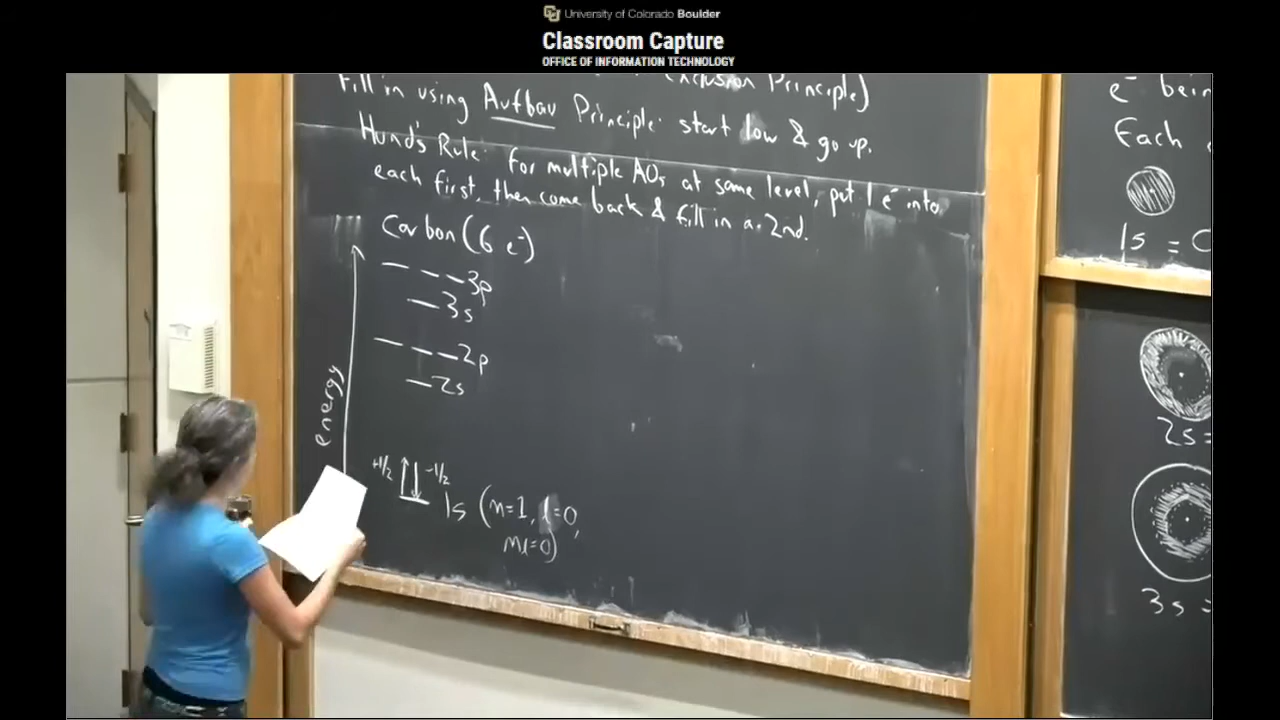 University of Colorado Boulder
Classroom Capture
OFFICE OF INFORMATION TECHNOLOGY
Principle)
Fill in using Aufbau Principle: start low & go up.
Hund's Rule: for multiple AOs at same level, put 1 e⁻ into
each first, then come back & fill in a 2nd.
Carbon (6 e⁻)
3p
3s
2p
2s
energy
+1/2
-1/2
1s (n=1, l=0,
ml=0)
e⁻ bein
Each
1s =
2s=
3s =